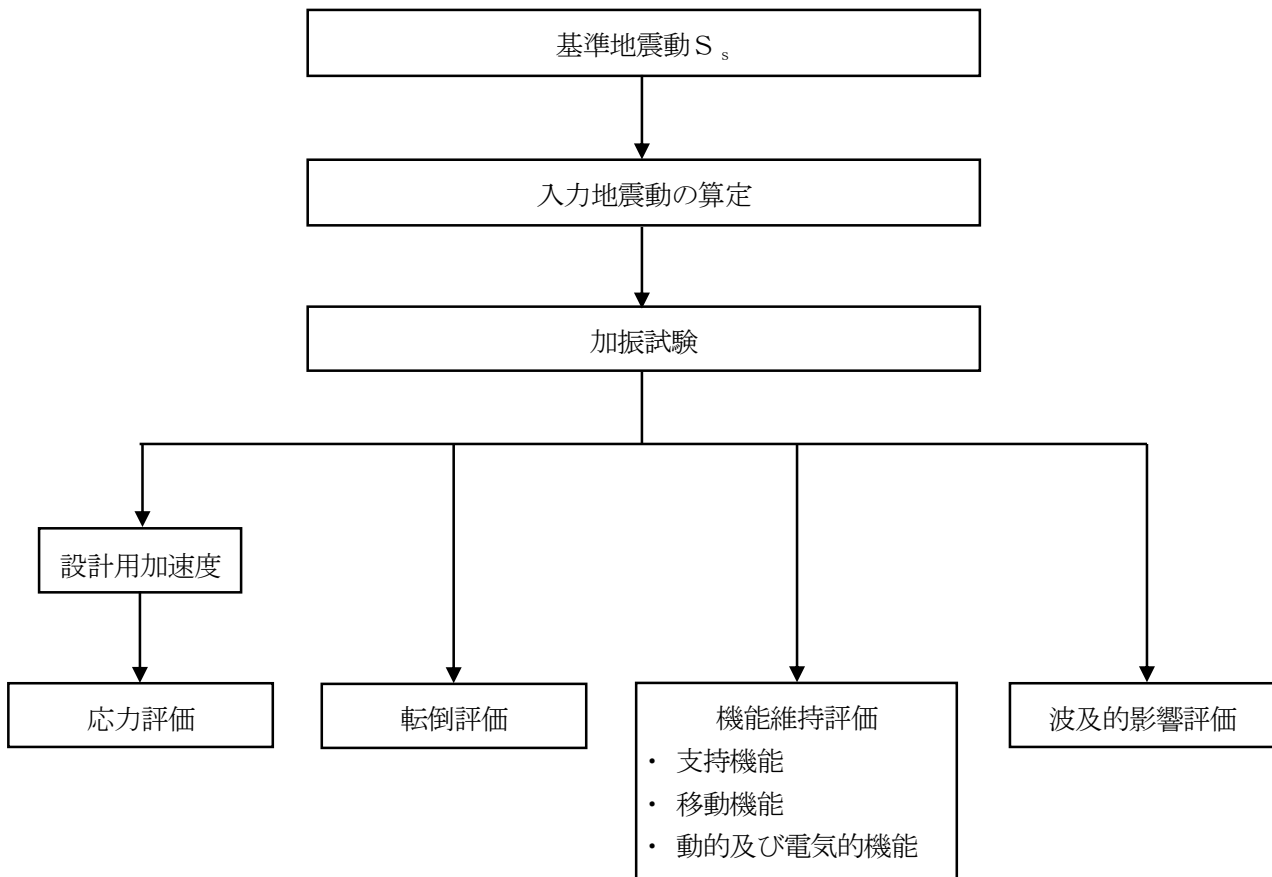 基準地震動Ｓｓ
入力地震動の算定
加振試験
設計用加速度
応力評価
転倒評価
機能維持評価
・ 支持機能
・ 移動機能
・ 動的及び電気的機能
波及的影響評価